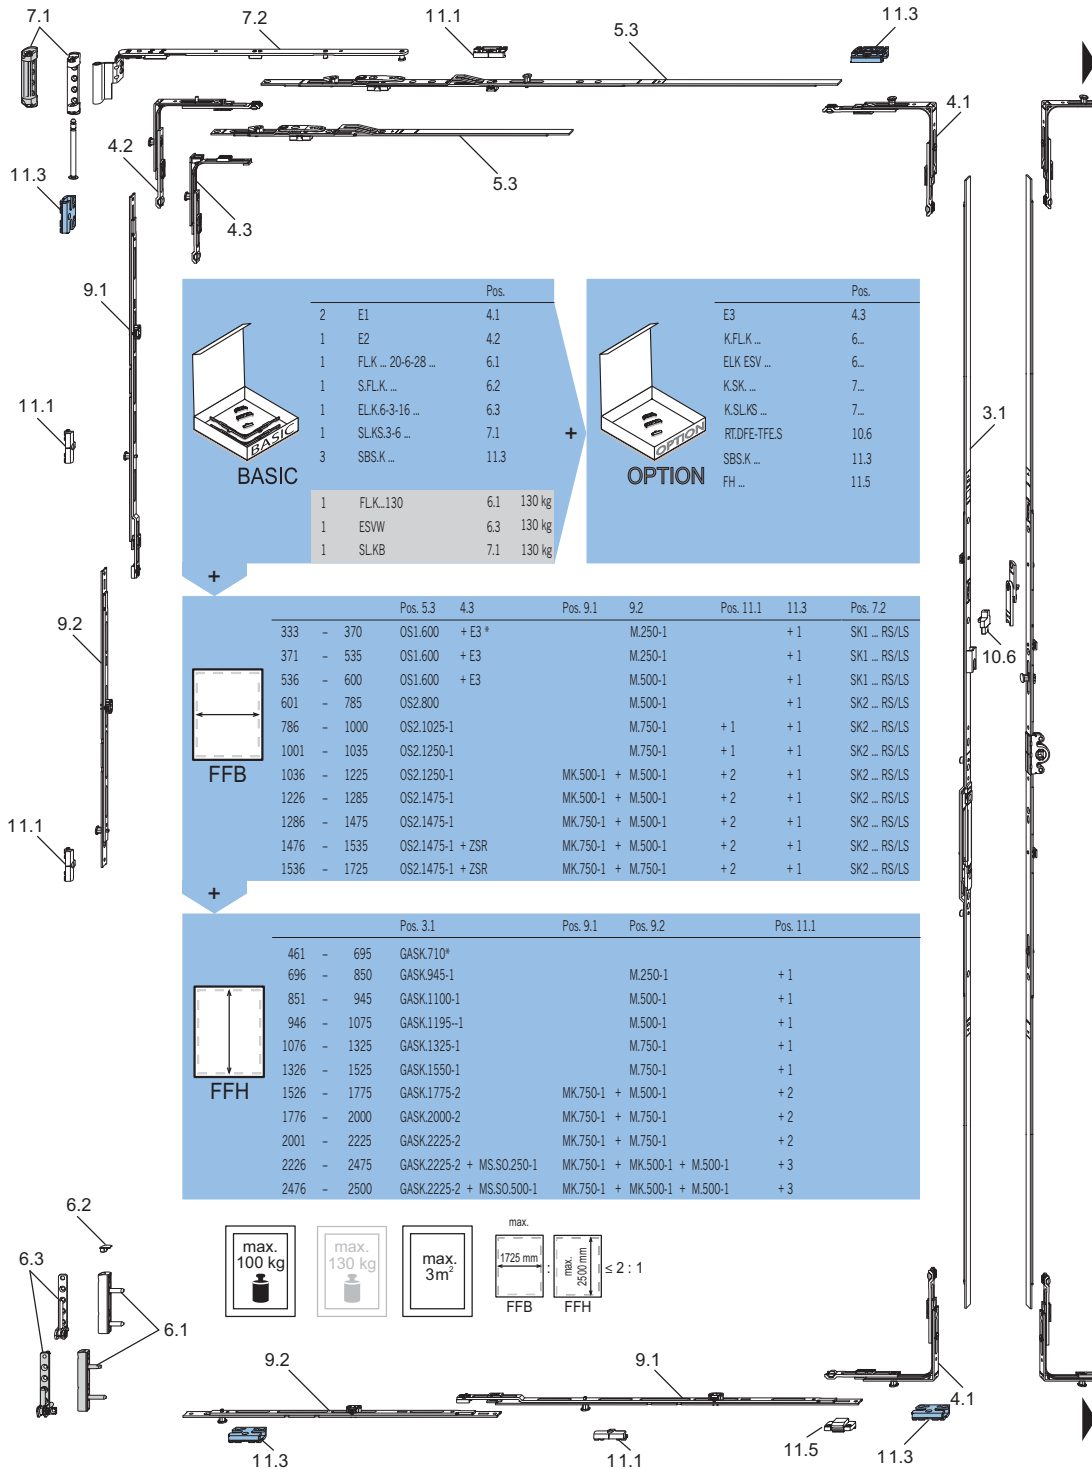 7.1
7.2
11.1
11.3
5.3
4.1
4.2
5.3
11.3
4.3
9.1
11.1
3.1
9.2
10.6
11.1
Pos.
2 E1 4.1
1 E2 4.2
1 FL.K ... 20-6-28 ... 6.1
1 S.FL.K. ... 6.2
1 EL.K.6-3-16 ... 6.3
1 SL.KS.3-6 ... 7.1
3 SBS.K ... 11.3
BASIC
BASIC
1 FL.K...130 6.1 130 kg
1 ESVW 6.3 130 kg
1 SL.KB 7.1 130 kg
+
Pos.
E3 4.3
K.FL.K ... 6...
ELK ESV ... 6...
K.SK. ... 7...
K.SL.KS ... 7...
RT.DFE-TFE.S 10.6
SBS.K ... 11.3
FH ... 11.5
OPTION
OPTION
+
Pos. 5.3 4.3 Pos. 9.1 9.2 Pos. 11.1 11.3 Pos. 7.2
333 – 370 OS1.600 + E3 * M.250-1 + 1 SK1 ... RS/LS
371 – 535 OS1.600 + E3 M.250-1 + 1 SK1 ... RS/LS
536 – 600 OS1.600 + E3 M.500-1 + 1 SK1 ... RS/LS
601 – 785 OS2.800 M.500-1 + 1 SK2 ... RS/LS
786 – 1000 OS2.1025-1 M.750-1 + 1 + 1 SK2 ... RS/LS
1001 – 1035 OS2.1250-1 M.750-1 + 1 + 1 SK2 ... RS/LS
1036 – 1225 OS2.1250-1 MK.500-1 + M.500-1 + 2 + 1 SK2 ... RS/LS
1226 – 1285 OS2.1475-1 MK.500-1 + M.500-1 + 2 + 1 SK2 ... RS/LS
1286 – 1475 OS2.1475-1 MK.750-1 + M.500-1 + 2 + 1 SK2 ... RS/LS
1476 – 1535 OS2.1475-1 + ZSR MK.750-1 + M.500-1 + 2 + 1 SK2 ... RS/LS
1536 – 1725 OS2.1475-1 + ZSR MK.750-1 + M.750-1 + 2 + 1 SK2 ... RS/LS
FFB
+
Pos. 3.1 Pos. 9.1 Pos. 9.2 Pos. 11.1
461 – 695 GASK.710*
696 – 850 GASK.945-1 M.250-1 + 1
851 – 945 GASK.1100-1 M.500-1 + 1
946 – 1075 GASK.1195--1 M.500-1 + 1
1076 – 1325 GASK.1325-1 M.750-1 + 1
1326 – 1525 GASK.1550-1 M.750-1 + 1
1526 – 1775 GASK.1775-2 MK.750-1 + M.500-1 + 2
1776 – 2000 GASK.2000-2 MK.750-1 + M.750-1 + 2
2001 – 2225 GASK.2225-2 MK.750-1 + M.750-1 + 2
2226 – 2475 GASK.2225-2 + MS.SO.250-1 MK.750-1 + MK.500-1 + M.500-1 + 3
2476 – 2500 GASK.2225-2 + MS.SO.500-1 MK.750-1 + MK.500-1 + M.500-1 + 3
FFH
max.
100 kg
max.
130 kg
max.
3m²
max.
1725 mm
FFB
:
max.
2500 mm
FFH
≤ 2 : 1
6.2
6.3
6.1
9.2
9.1
4.1
11.3
11.1
11.5
11.3